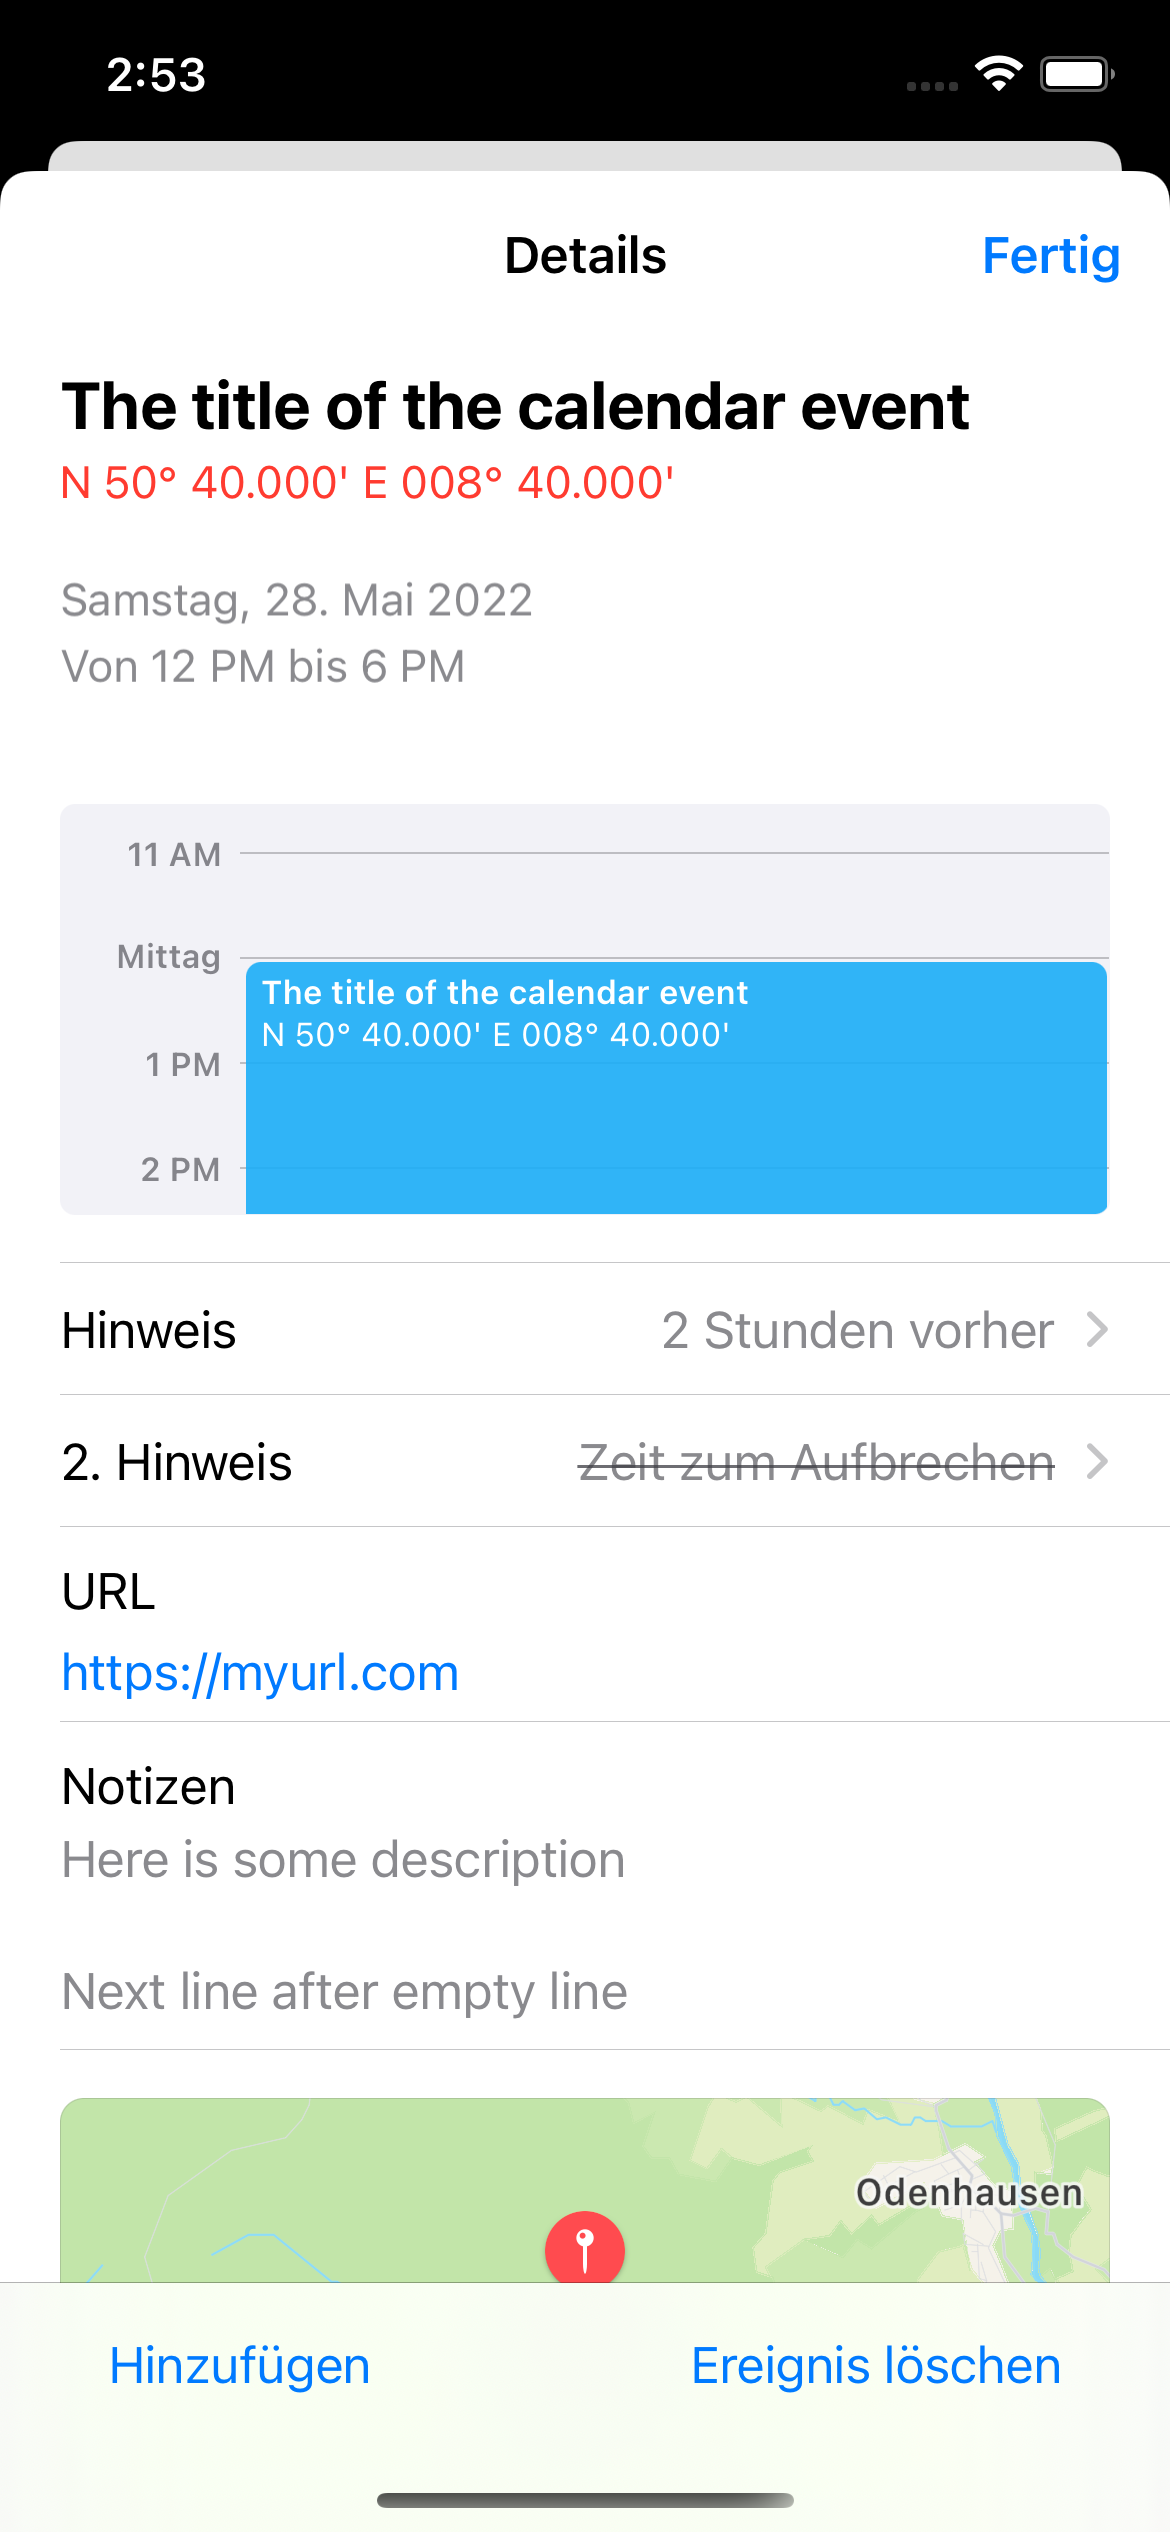 2:53
Details
Fertig
The title of the calendar event
N 50° 40.000' E 008° 40.000'
Samstag, 28. Mai 2022
Von 12 PM bis 6 PM
11 AM
Mittag
The title of the calendar event
N 50° 40.000' E 008° 40.000'
1 PM
2 PM
Hinweis
2 Stunden vorher
2. Hinweis
Zeit zum Aufbrechen
URL
https://myurl.com
Notizen
Here is some description
Next line after empty line
Odenhausen
Hinzufügen
Ereignis löschen